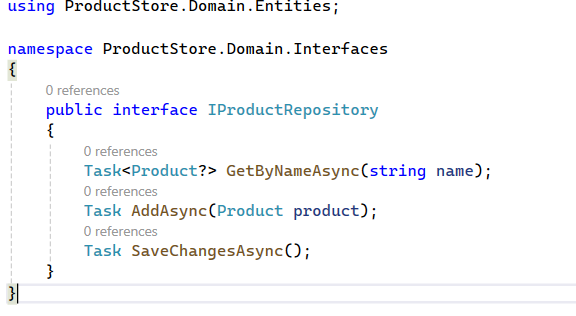 using ProductStore.Domain.Entities;
namespace ProductStore.Domain.Interfaces
{
0 references
public interface IProductRepository
{
0 references
Task<Product?> GetByNameAsync(string name);
0 references
Task AddAsync(Product product);
0 references
Task SaveChangesAsync();
}
}